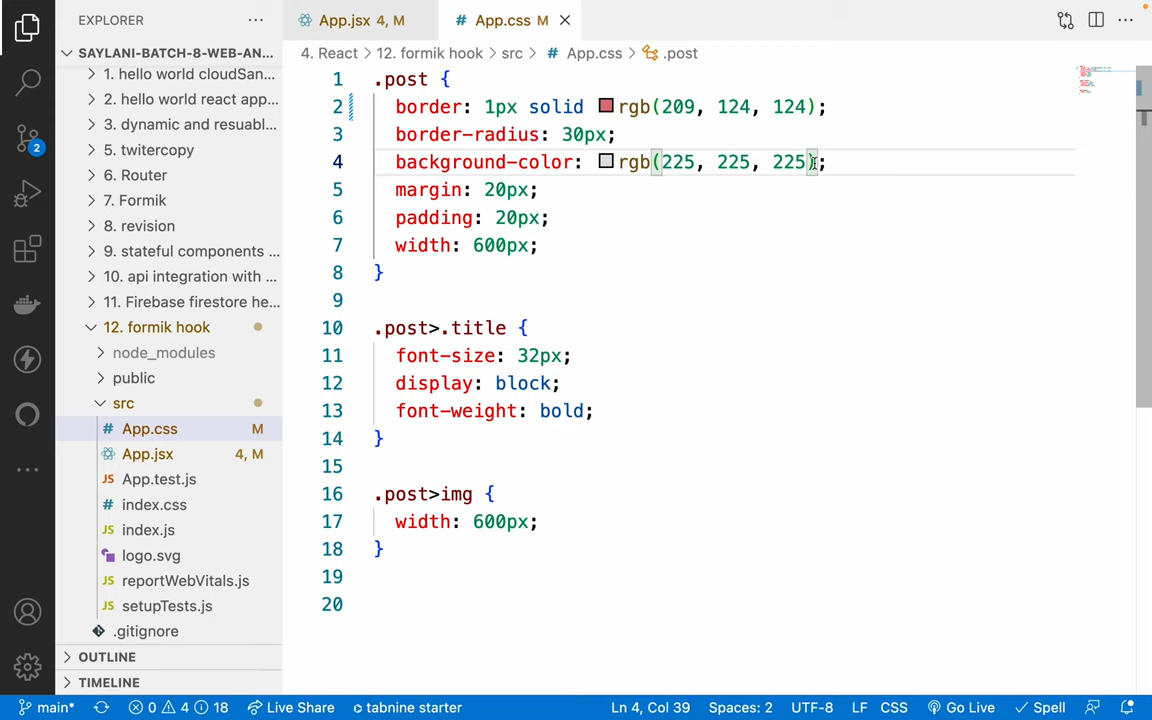 EXPLORER
App.jsx 4, M
App.css M
SAYLANI-BATCH-8-WEB-AN...
1. hello world cloudSan...
2. hello world react app...
3. dynamic and resuabl...
5. twitercopy
6. Router
7. Formik
8. revision
9. stateful components ...
10. api integration with ...
11. Firebase firestore he...
12. formik hook
node_modules
public
src
App.css M
App.jsx 4, M
App.test.js
index.css
index.js
logo.svg
reportWebVitals.js
setupTests.js
.gitignore
OUTLINE
TIMELINE
2
4. React > 12. formik hook > src > # App.css > .post
1 .post {
2 border: 1px solid rgb(209, 124, 124);
3 border-radius: 30px;
4 background-color: rgb(225, 225, 225);
5 margin: 20px;
6 padding: 20px;
7 width: 600px;
8 }
9
10 .post>.title {
11 font-size: 32px;
12 display: block;
13 font-weight: bold;
14 }
15
16 .post>img {
17 width: 600px;
18 }
19
20
main* 0 4 18 Live Share tabnine starter Ln 4, Col 39 Spaces: 2 UTF-8 LF CSS Go Live Spell